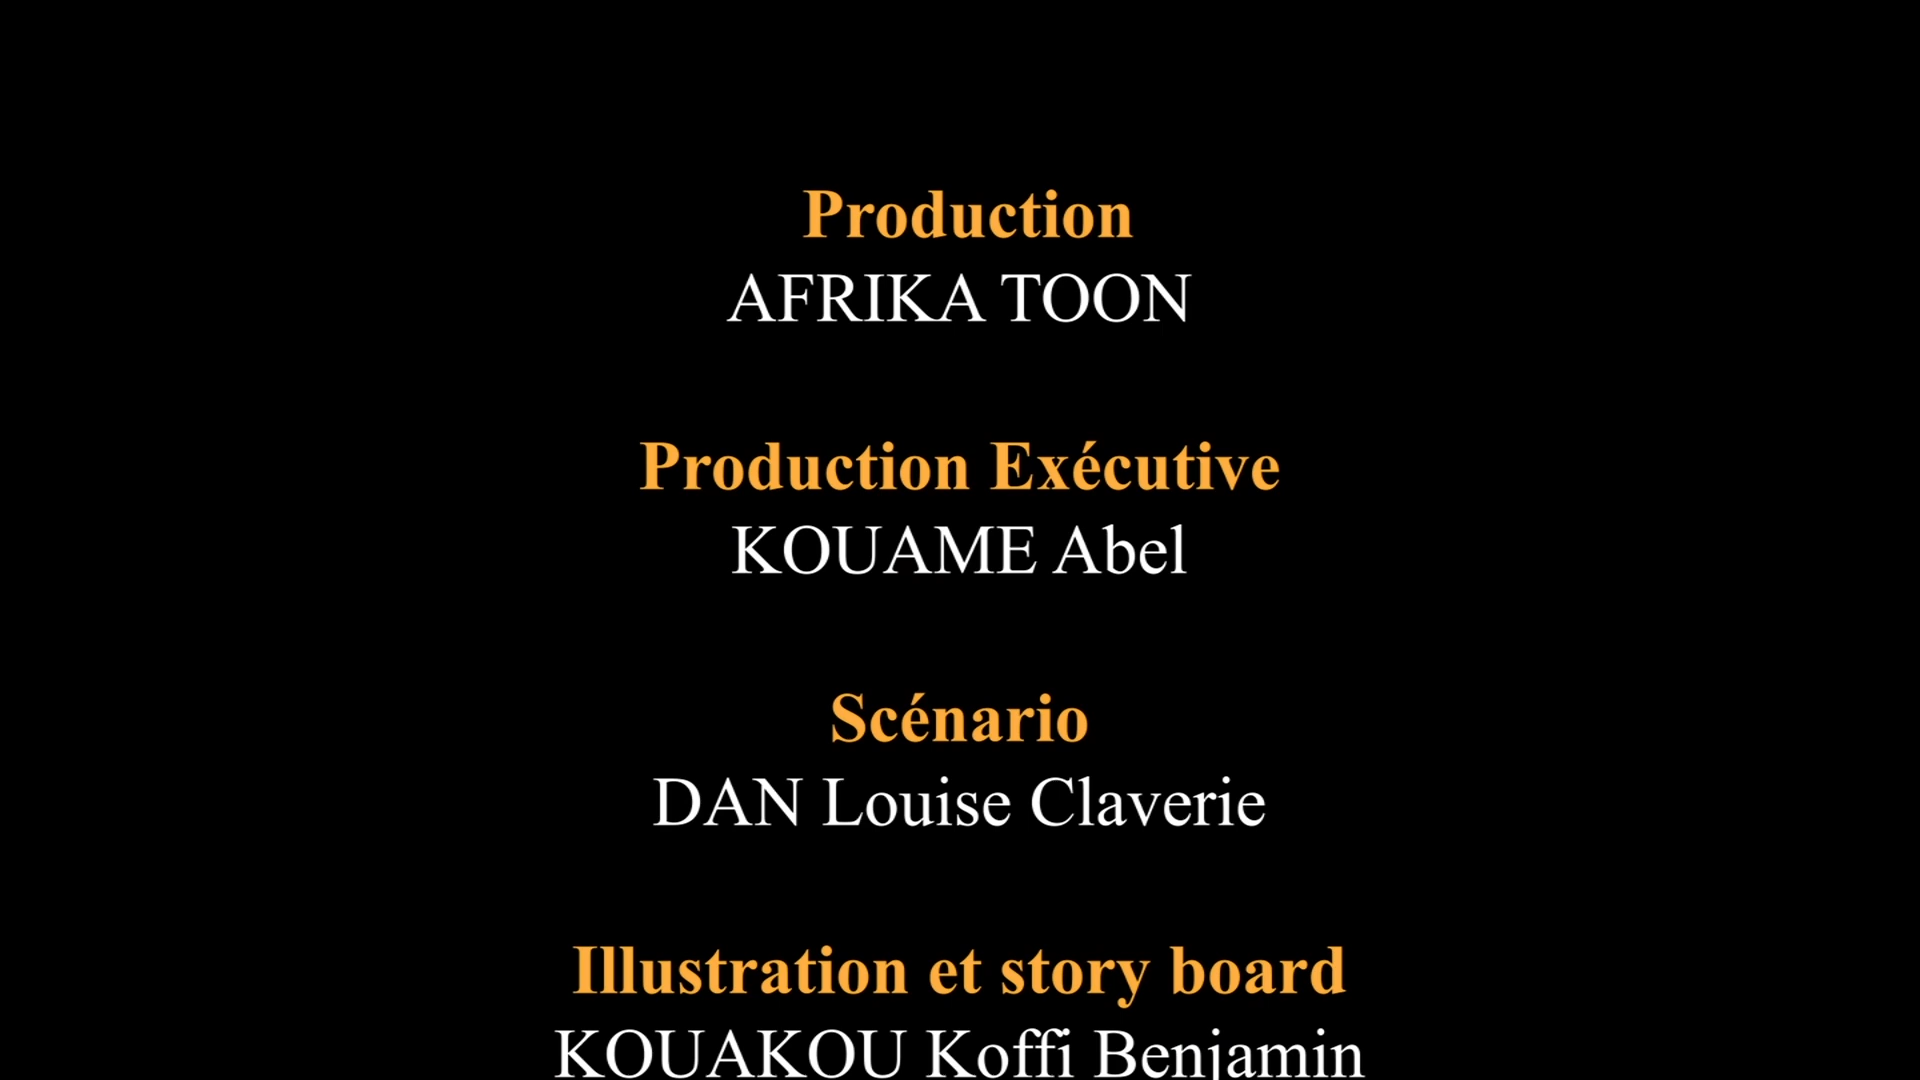 Production
AFRIKA TOON
Production Exécutive
KOUAME Abel
Scénario
DAN Louise Claverie
Illustration et story board
KOUAKOU Koffi Benjamin